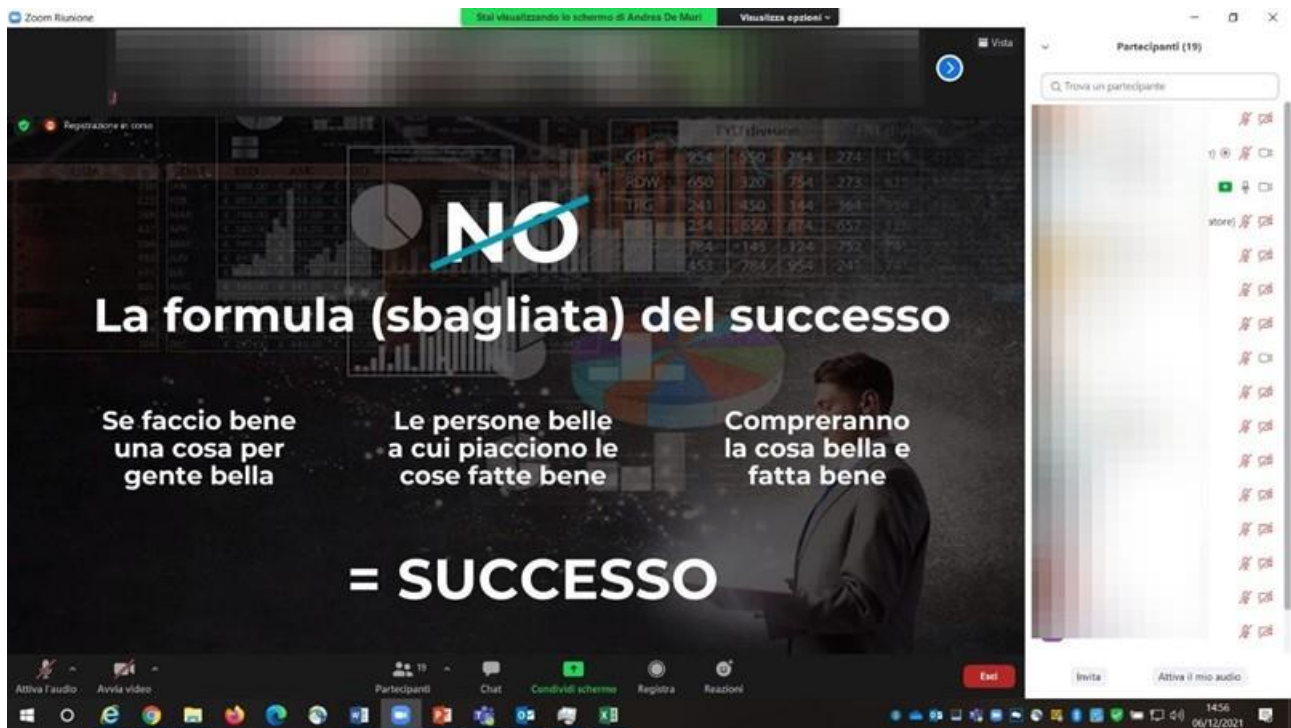 Zoom Riunione
Stai visualizzando lo schermo di Andrea De Muri
Visualizza opzioni
Vista
Partecipanti (19)
Trova un partecipante
Registrazione in corso
NO
La formula (sbagliata) del successo
Se faccio bene
una cosa per
gente bella
Le persone belle
a cui piacciono le
cose fatte bene
Compreranno
la cosa bella e
fatta bene
= SUCCESSO
Attiva l'audio
Avvia video
Partecipanti
19
Chat
Condividi schermo
Registra
Reazioni
Esci
Invita
Attiva il mio audio
14:56
06/12/2021